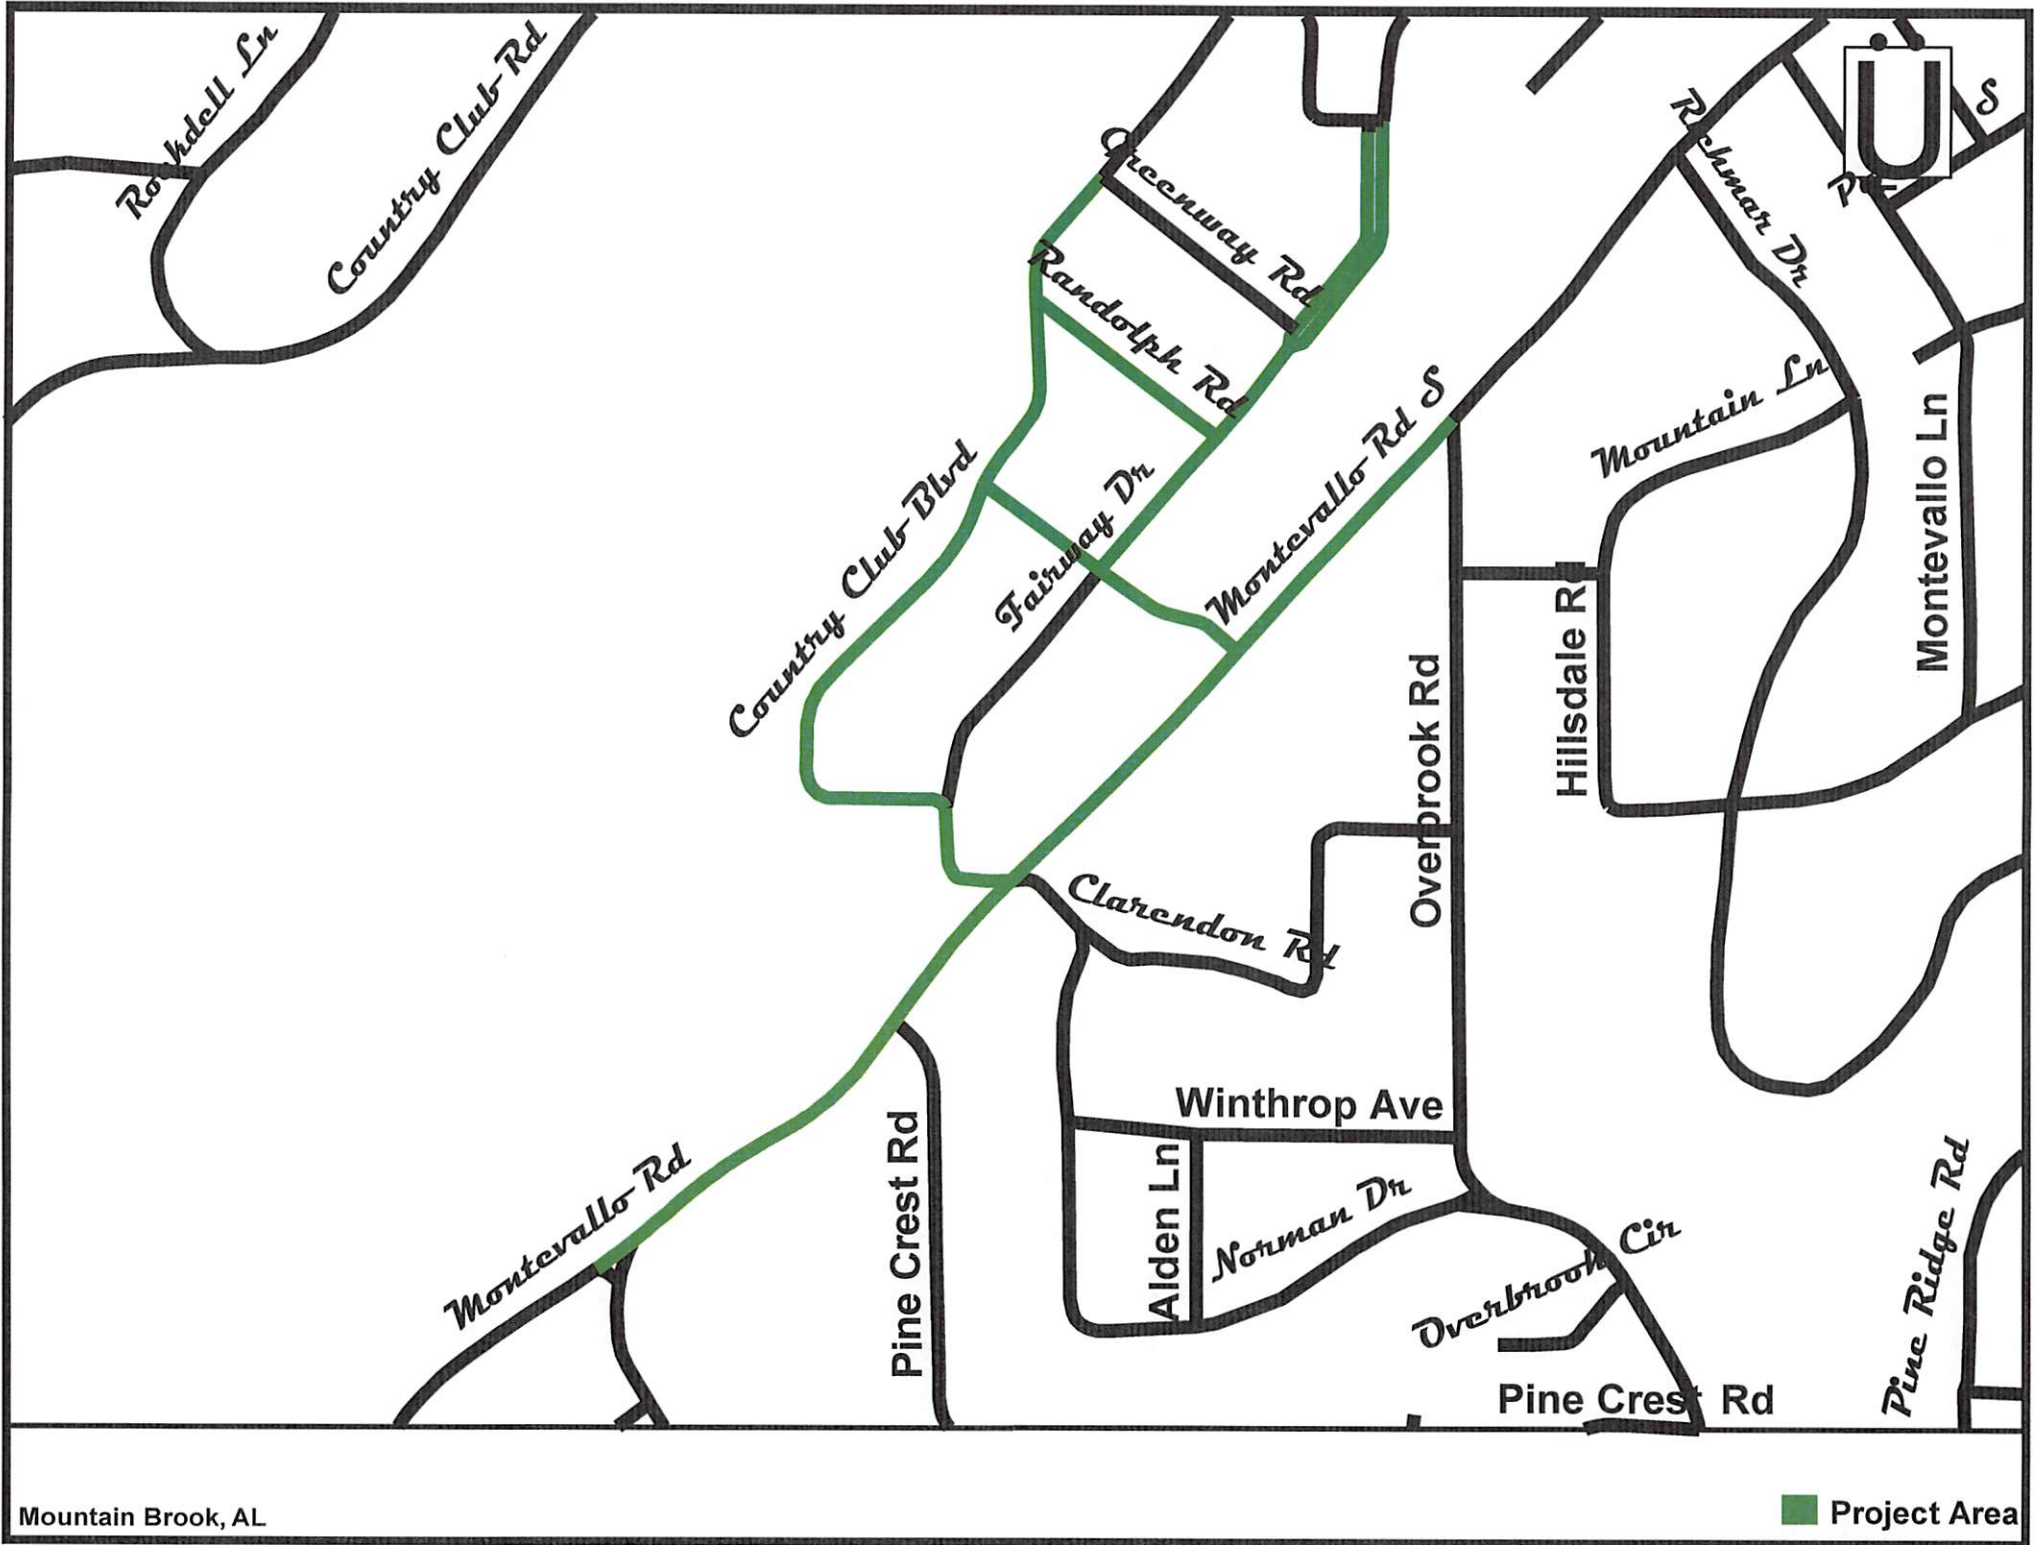 Rockdell Ln
Country Club Rd
Greenway Rd
Richmar Dr
S
Randolph Rd
Mountain Ln
Montevallo Rd S
Montevallo Ln
Country Club Blvd
Fairway Dr
Hillsdale R
Overbrook Rd
Clarendon Rd
Winthrop Ave
Pine Crest Rd
Alden Ln
Norman Dr
Montevallo Rd
Overbrook Cir
Pine Ridge Rd
Pine Crest Rd
Mountain Brook, AL
Project Area